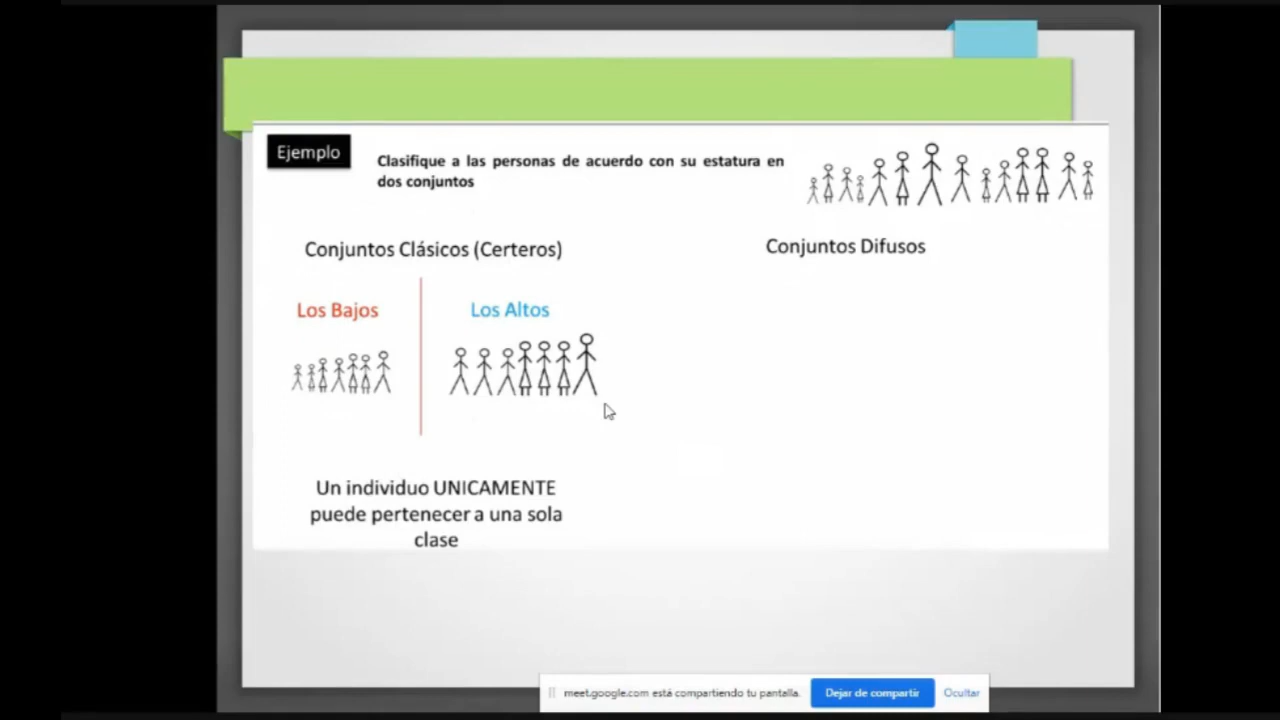 Ejemplo
Clasifique a las personas de acuerdo con su estatura en
dos conjuntos
Conjuntos Clásicos (Certeros)
Conjuntos Difusos
Los Bajos
Los Altos
Un individuo UNICAMENTE
puede pertenecer a una sola
clase
meet.google.com está compartiendo tu pantalla.
Dejar de compartir
Ocultar